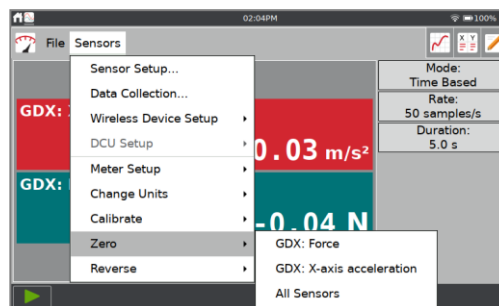 02:04PM
100%
File Sensors
X Y
Sensor Setup...
Data Collection...
Wireless Device Setup
DCU Setup
Meter Setup
Change Units
Calibrate
Zero
Reverse
GDX: Force
GDX: X-axis acceleration
All Sensors
GDX:
.03 m/s²
GDX:
-0.04 N
Mode:
Time Based
Rate:
50 samples/s
Duration:
5.0 s